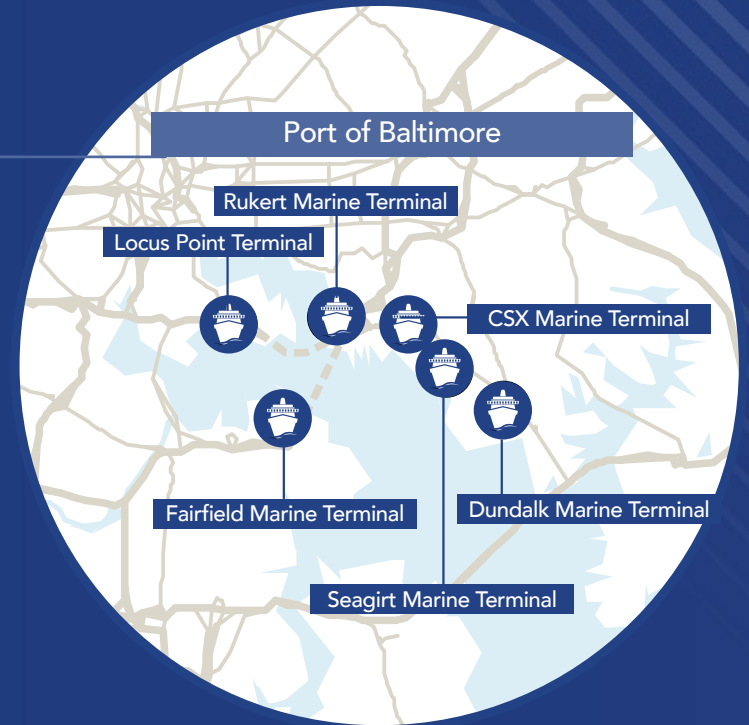 Port of Baltimore
Rukert Marine Terminal
Locus Point Terminal
CSX Marine Terminal
Fairfield Marine Terminal
Dundalk Marine Terminal
Seagirt Marine Terminal